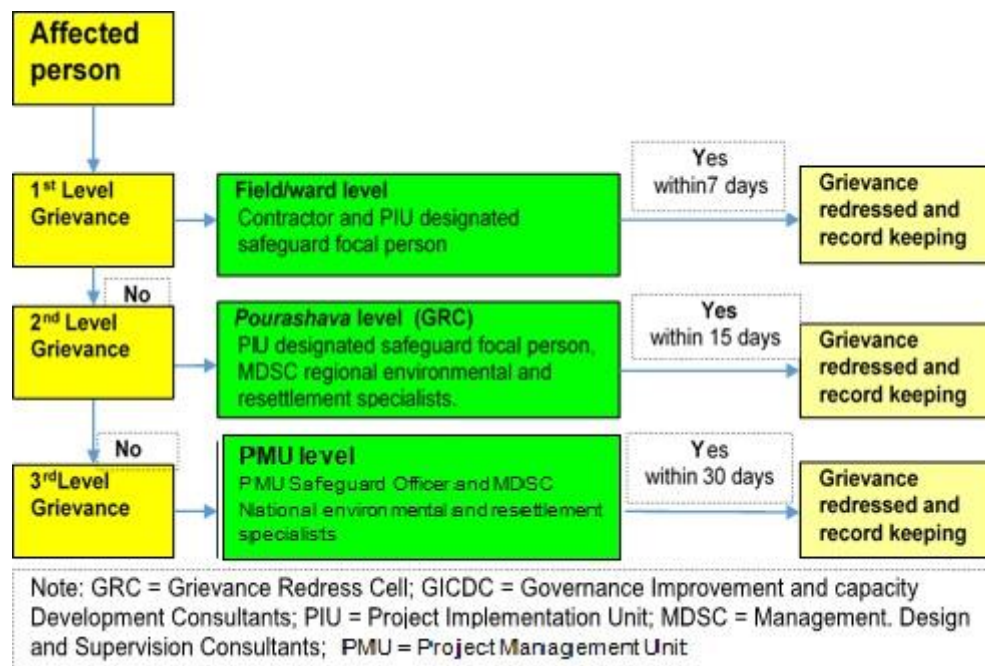 Affected
person
1st Level
Grievance
Field/ward level
Contractor and PIU designated
safeguard focal person
Yes
within7 days
Grievance
redressed and
record keeping
No
2nd Level
Grievance
Pourashava level (GRC)
PIU designated safeguard focal person,
MDSC regional environmental and
resettlement specialists.
Yes
within 15 days
Grievance
redressed and
record keeping
No
3rdLevel
Grievance
PMU level
PMU Safeguard Officer and MDSC
National environmental and resettlement
specialists
Yes
within 30 days
Grievance
redressed and
record keeping
Note: GRC = Grievance Redress Cell; GICDC = Governance Improvement and capacity
Development Consultants; PIU = Project Implementation Unit; MDSC = Management. Design
and Supervision Consultants; PMU = Project Management Unit